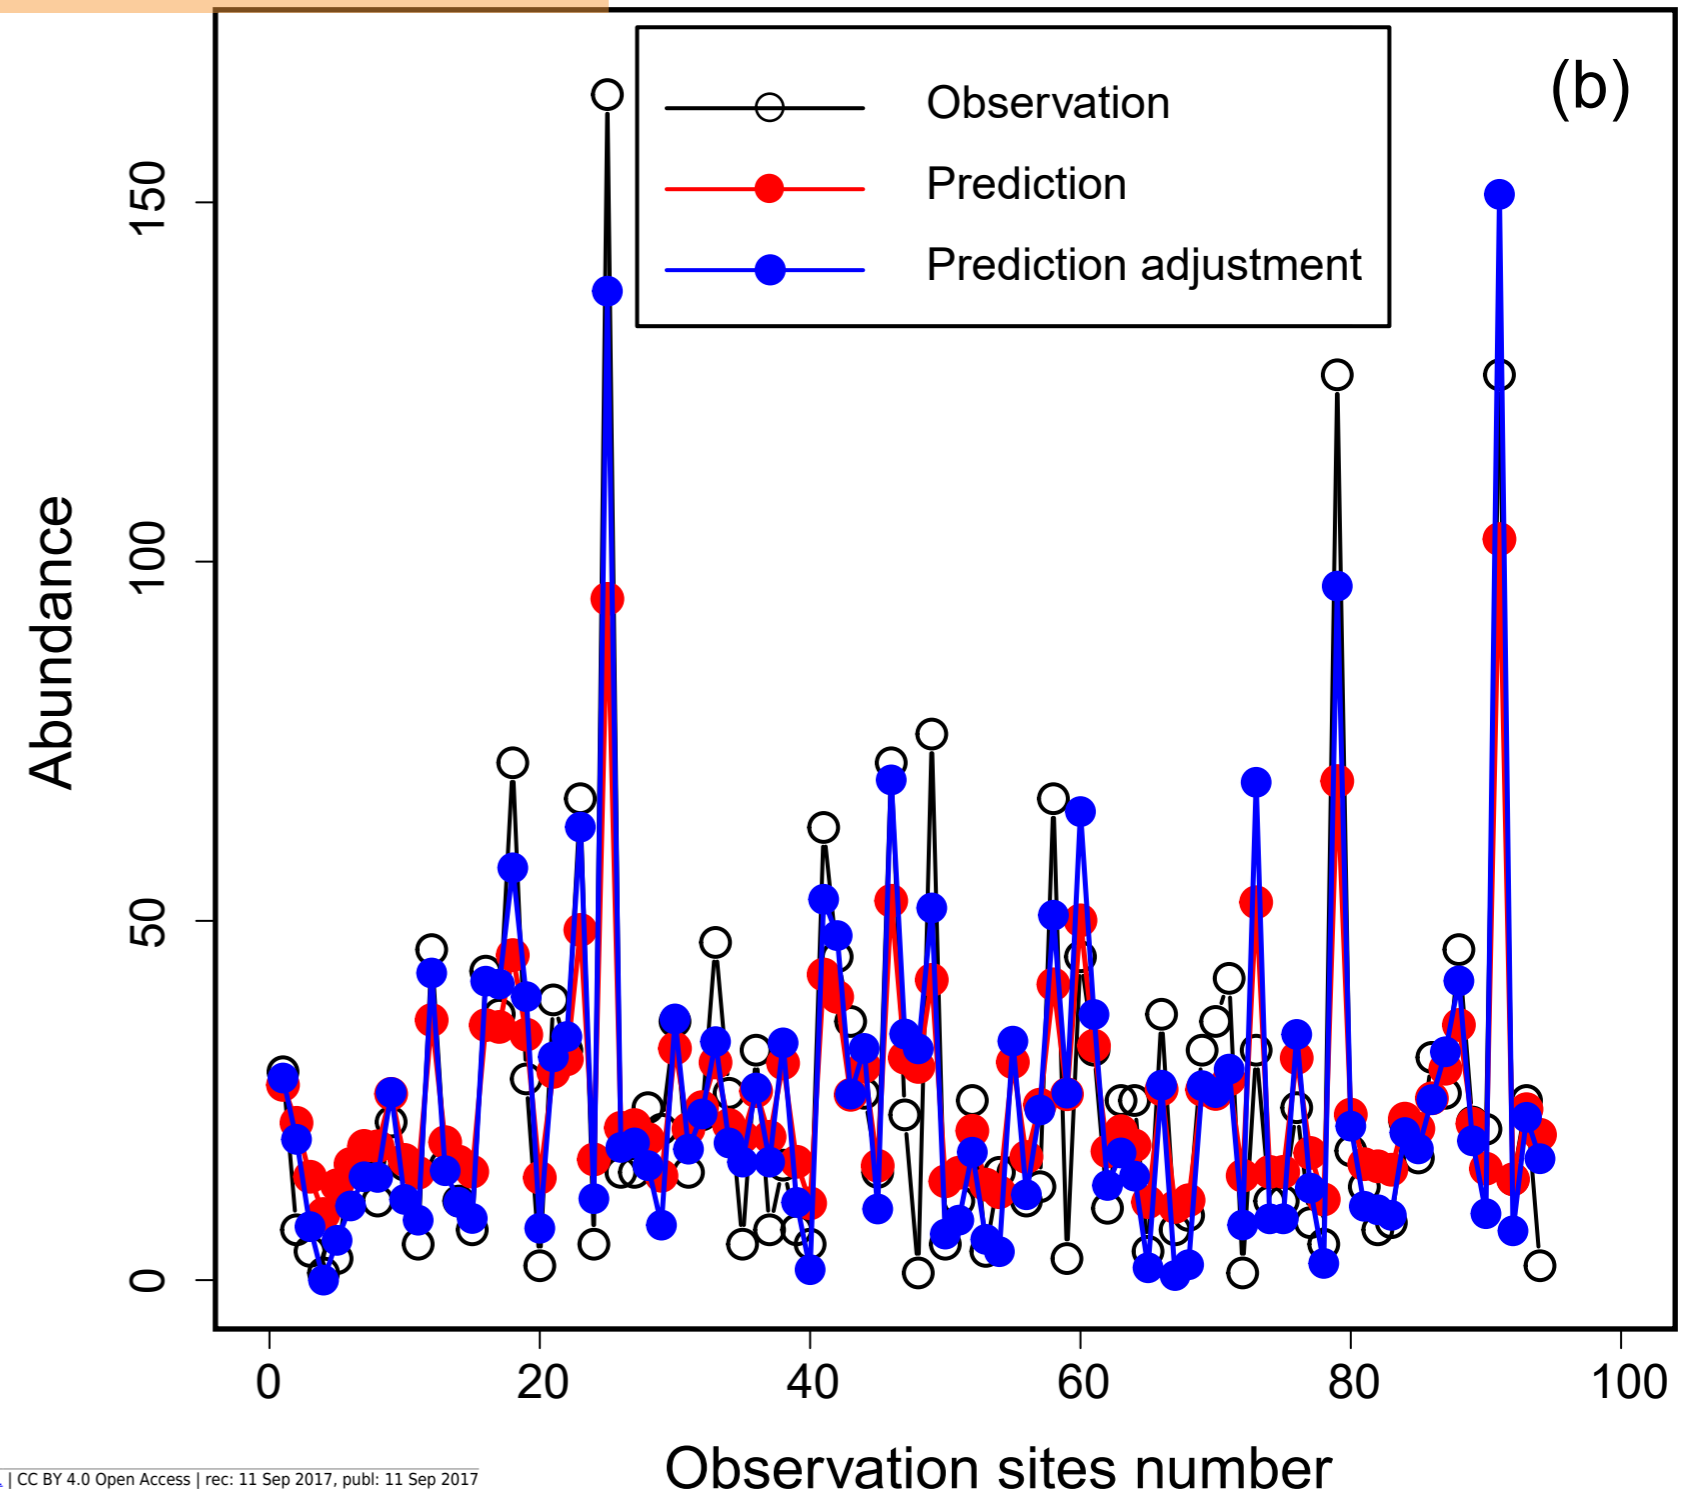 (b)
Observation
Prediction
Prediction adjustment
Abundance
150
100
50
0
0 20 40 60 80 100
Observation sites number
| CC BY 4.0 Open Access | rec: 11 Sep 2017, publ: 11 Sep 2017